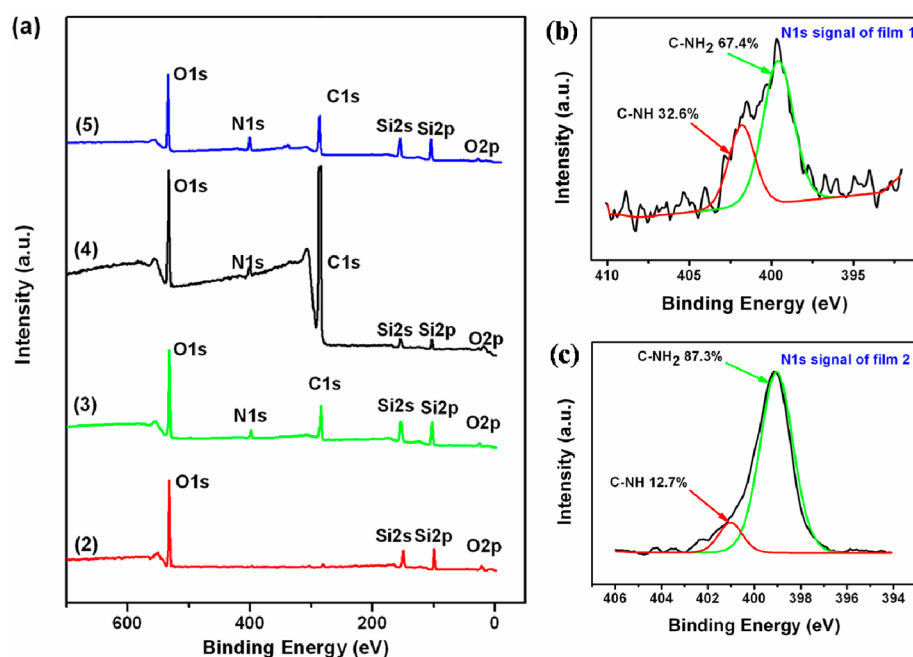 (a)
O1s
C1s
N1s
(5)
Si2s Si2p
O2p
O1s
(4)
N1s
C1s
Si2s Si2p
O2p
O1s
(3)
C1s
N1s
Si2s Si2p
O2p
O1s
(2)
Si2s Si2p
O2p
600 400 200 0
Binding Energy (eV)
Intensity (a.u.)
(b)
N1s signal of film 1
C-NH2 67.4%
C-NH 32.6%
410 405 400 395
Binding Energy (eV)
Intensity (a.u.)
(c)
N1s signal of film 2
C-NH2 87.3%
C-NH 12.7%
406 404 402 400 398 396 394
Binding Energy (eV)
Intensity (a.u.)